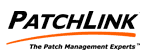 PATCHLINK
The Patch Management Experts™